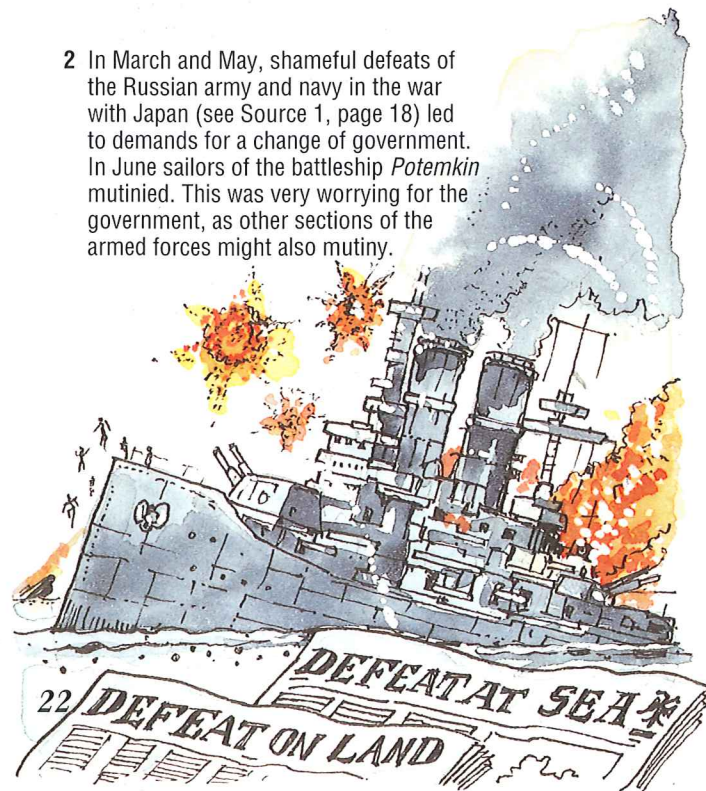 2 In March and May, shameful defeats of
the Russian army and navy in the war
with Japan (see Source 1, page 18) led
to demands for a change of government.
In June sailors of the battleship Potemkin
mutinied. This was very worrying for the
government, as other sections of the
armed forces might also mutiny.
DEFEAT AT SEA
22
DEFEAT ON LAND